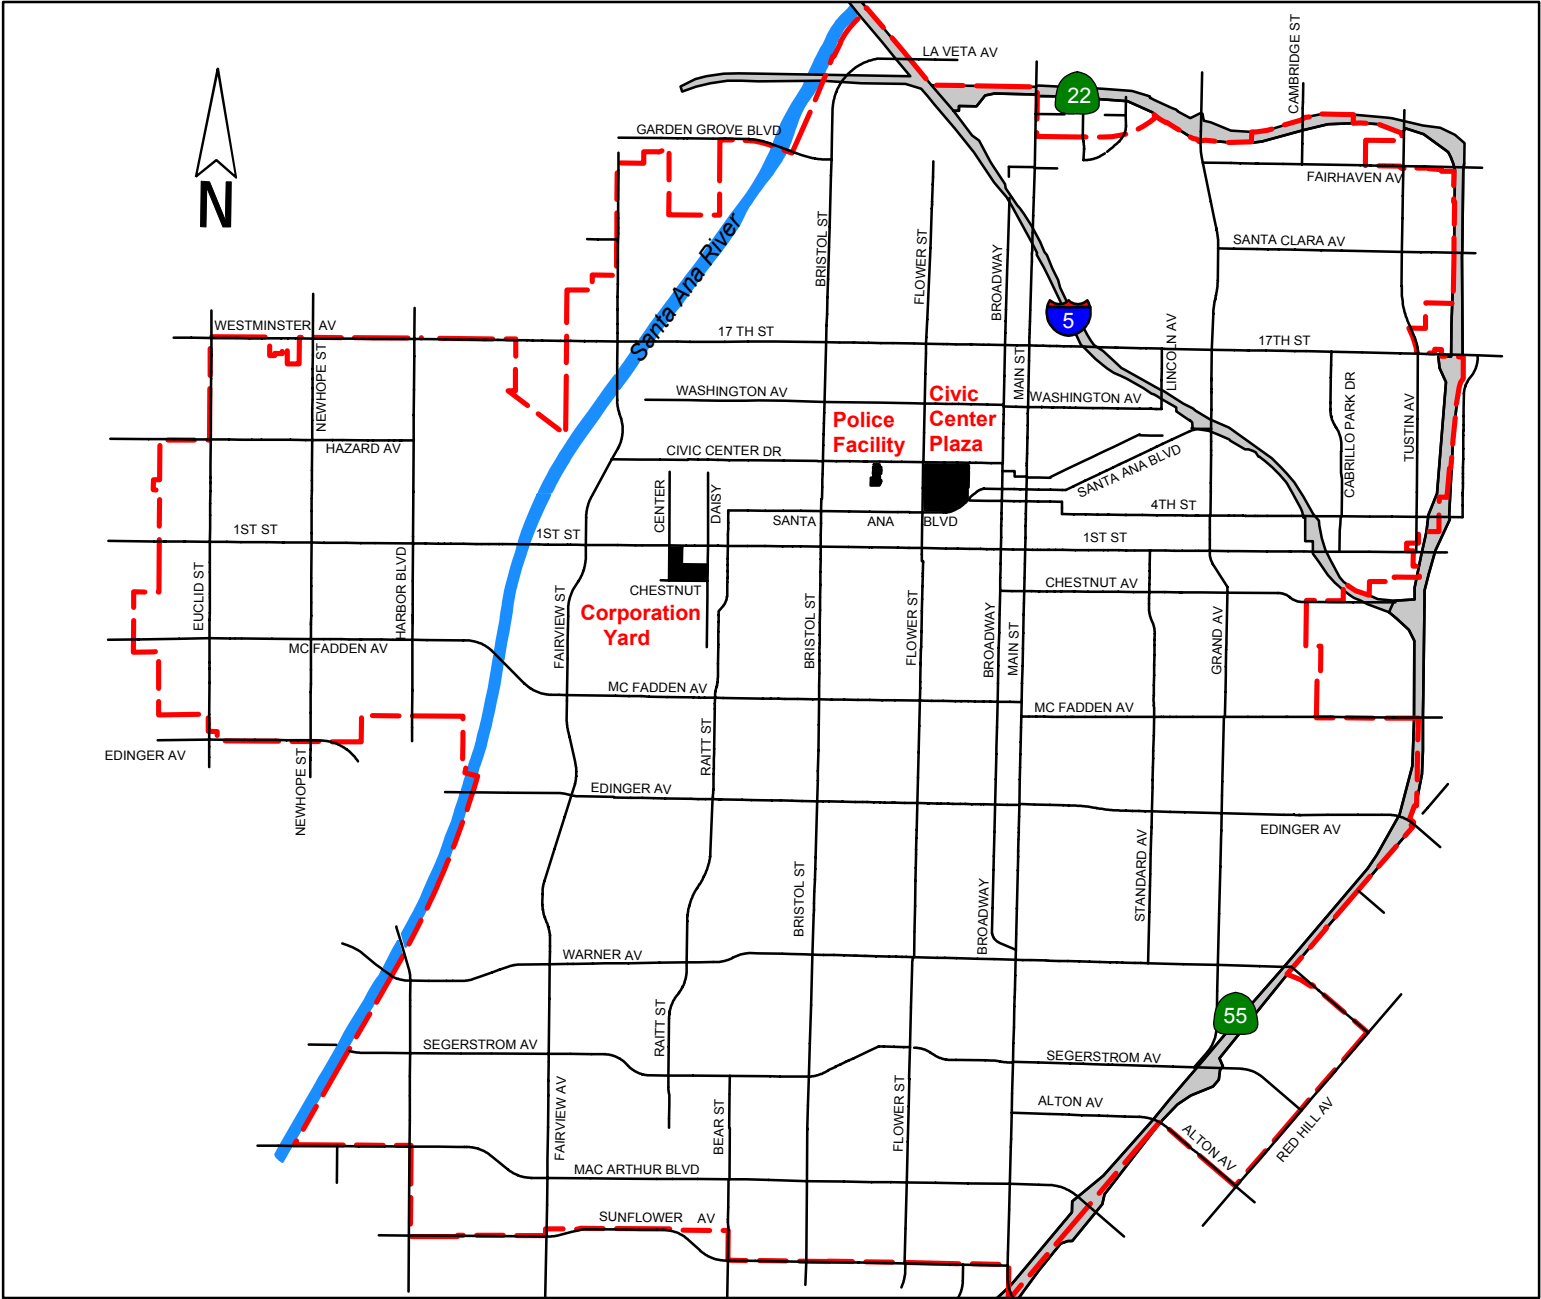 LA VETA AV
CAMBRIDGE ST
22
GARDEN GROVE BLVD
FAIRHAVEN AV
N
Santa Ana River
BRISTOL ST
FLOWER ST
BROADWAY
SANTA CLARA AV
5
LINCOLN AV
WESTMINSTER AV
17 TH ST
17TH ST
NEWHOPE ST
MAIN ST
WASHINGTON AV
WASHINGTON AV
CABRILLO PARK DR
TUSTIN AV
Civic
Center
Plaza
Police
Facility
HAZARD AV
CIVIC CENTER DR
SANTA ANA BLVD
CENTER
DAISY
4TH ST
SANTA ANA BLVD
1ST ST
1ST ST
1ST ST
EUCLID ST
HARBOR BLVD
CHESTNUT
CHESTNUT AV
Corporation
Yard
FAIRVIEW ST
BRISTOL ST
FLOWER ST
BROADWAY
MAIN ST
GRAND AV
MC FADDEN AV
MC FADDEN AV
MC FADDEN AV
RAITT ST
EDINGER AV
NEWHOPE ST
EDINGER AV
EDINGER AV
BRISTOL ST
BROADWAY
STANDARD AV
WARNER AV
55
RAITT ST
SEGERSTROM AV
SEGERSTROM AV
FAIRVIEW AV
BEAR ST
FLOWER ST
ALTON AV
ALTON AV
RED HILL AV
MAC ARTHUR BLVD
SUNFLOWER AV